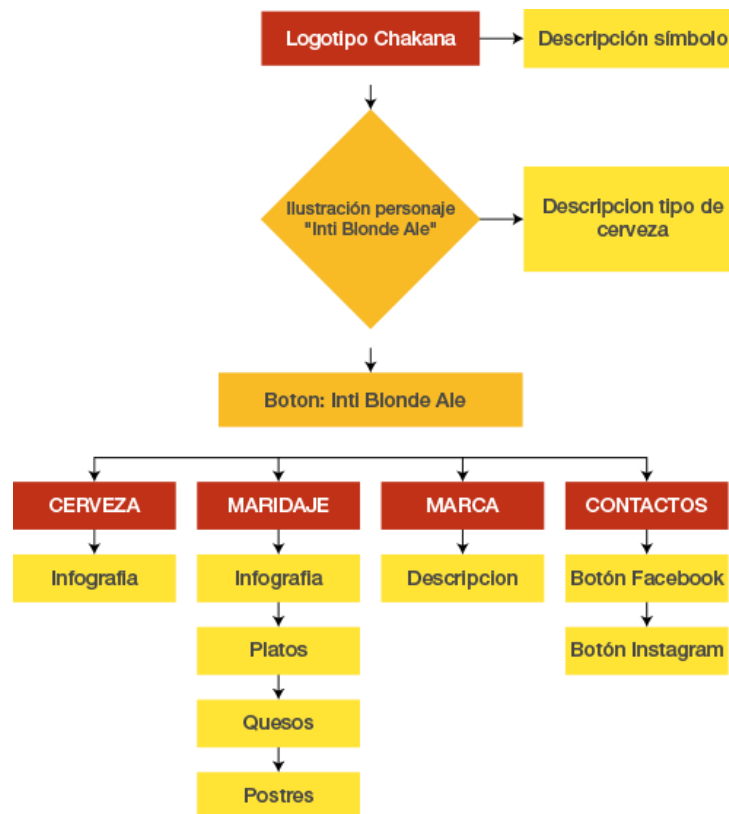 Logotipo Chakana
Descripción símbolo
Ilustración personaje
"Inti Blonde Ale"
Descripcion tipo de
cerveza
Boton: Inti Blonde Ale
CERVEZA
MARIDAJE
MARCA
CONTACTOS
Infografia
Infografia
Descripcion
Botón Facebook
Platos
Botón Instagram
Quesos
Postres